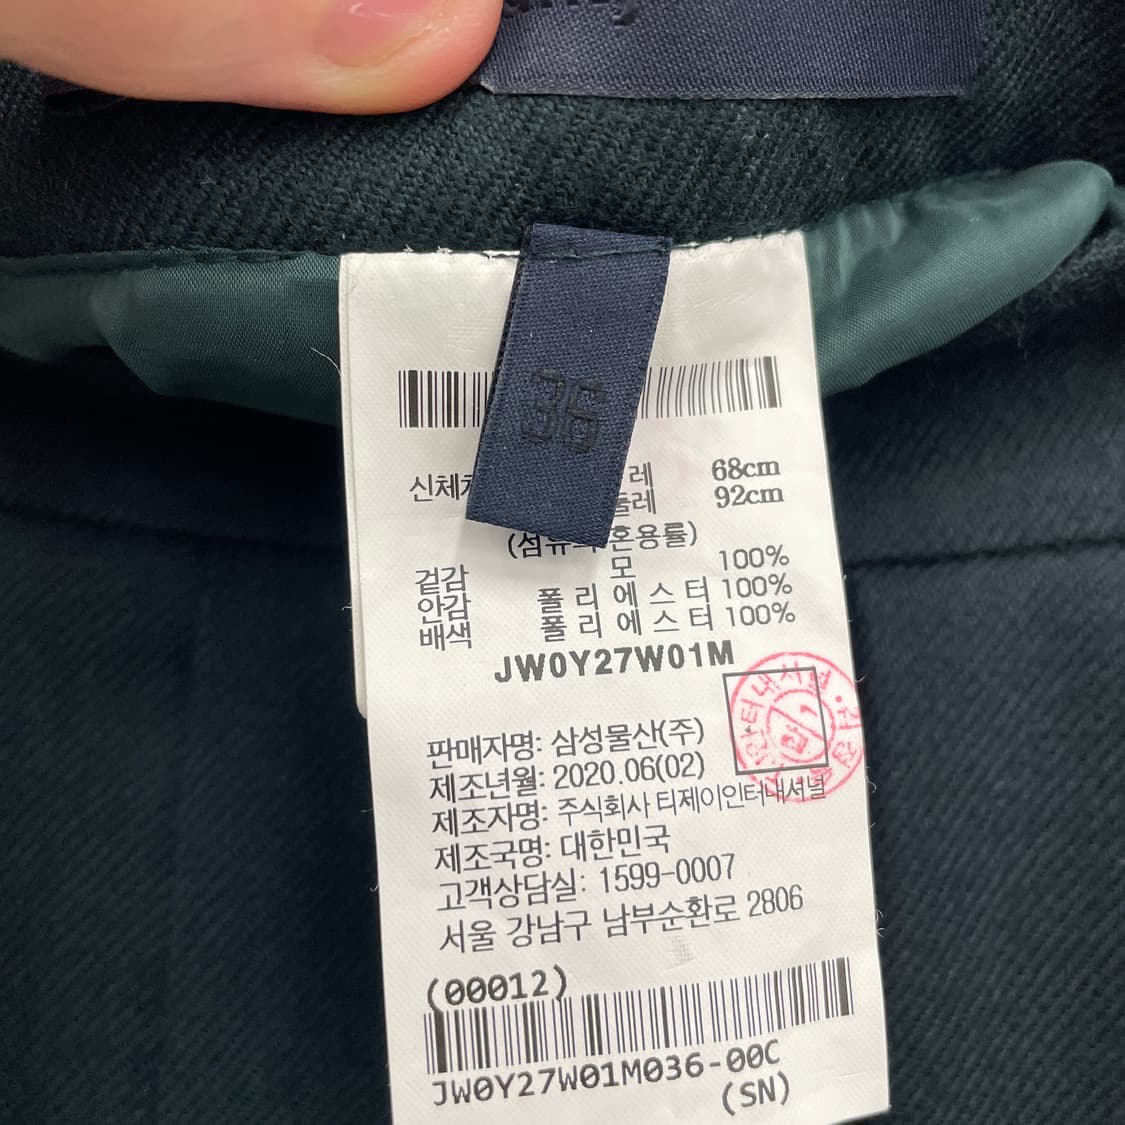 36
신체치 레 68cm
둘레 92cm
(섬유의 혼용률)
겉감 모 100%
안감 폴리에스터 100%
배색 폴리에스터 100%
JW0Y27W01M
판매자명: 삼성물산(주)
제조년월: 2020.06(02)
제조자명: 주식회사 티제이인터내셔널
제조국명: 대한민국
고객상담실: 1599-0007
서울 강남구 남부순환로 2806
(00012)
JW0Y27W01M036-00C
(SN)